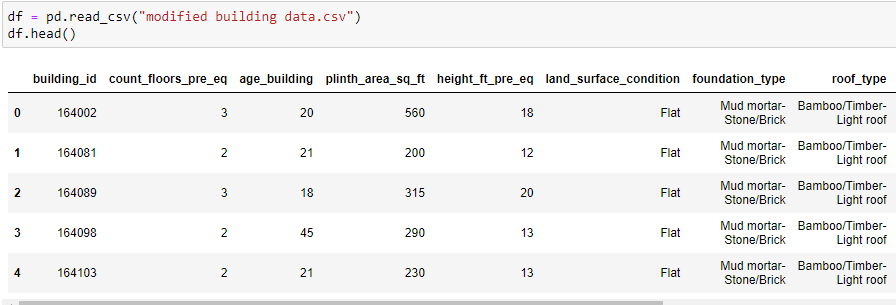 df = pd.read_csv("modified building data.csv")
df.head()
building_id count_floors_pre_eq age_building plinth_area_sq_ft height_ft_pre_eq land_surface_condition foundation_type roof_type
0 164002 3 20 560 18 Flat Mud mortar-Stone/Brick Bamboo/Timber-Light roof
1 164081 2 21 200 12 Flat Mud mortar-Stone/Brick Bamboo/Timber-Light roof
2 164089 3 18 315 20 Flat Mud mortar-Stone/Brick Bamboo/Timber-Light roof
3 164098 2 45 290 13 Flat Mud mortar-Stone/Brick Bamboo/Timber-Light roof
4 164103 2 21 230 13 Flat Mud mortar-Stone/Brick Bamboo/Timber-Light roof